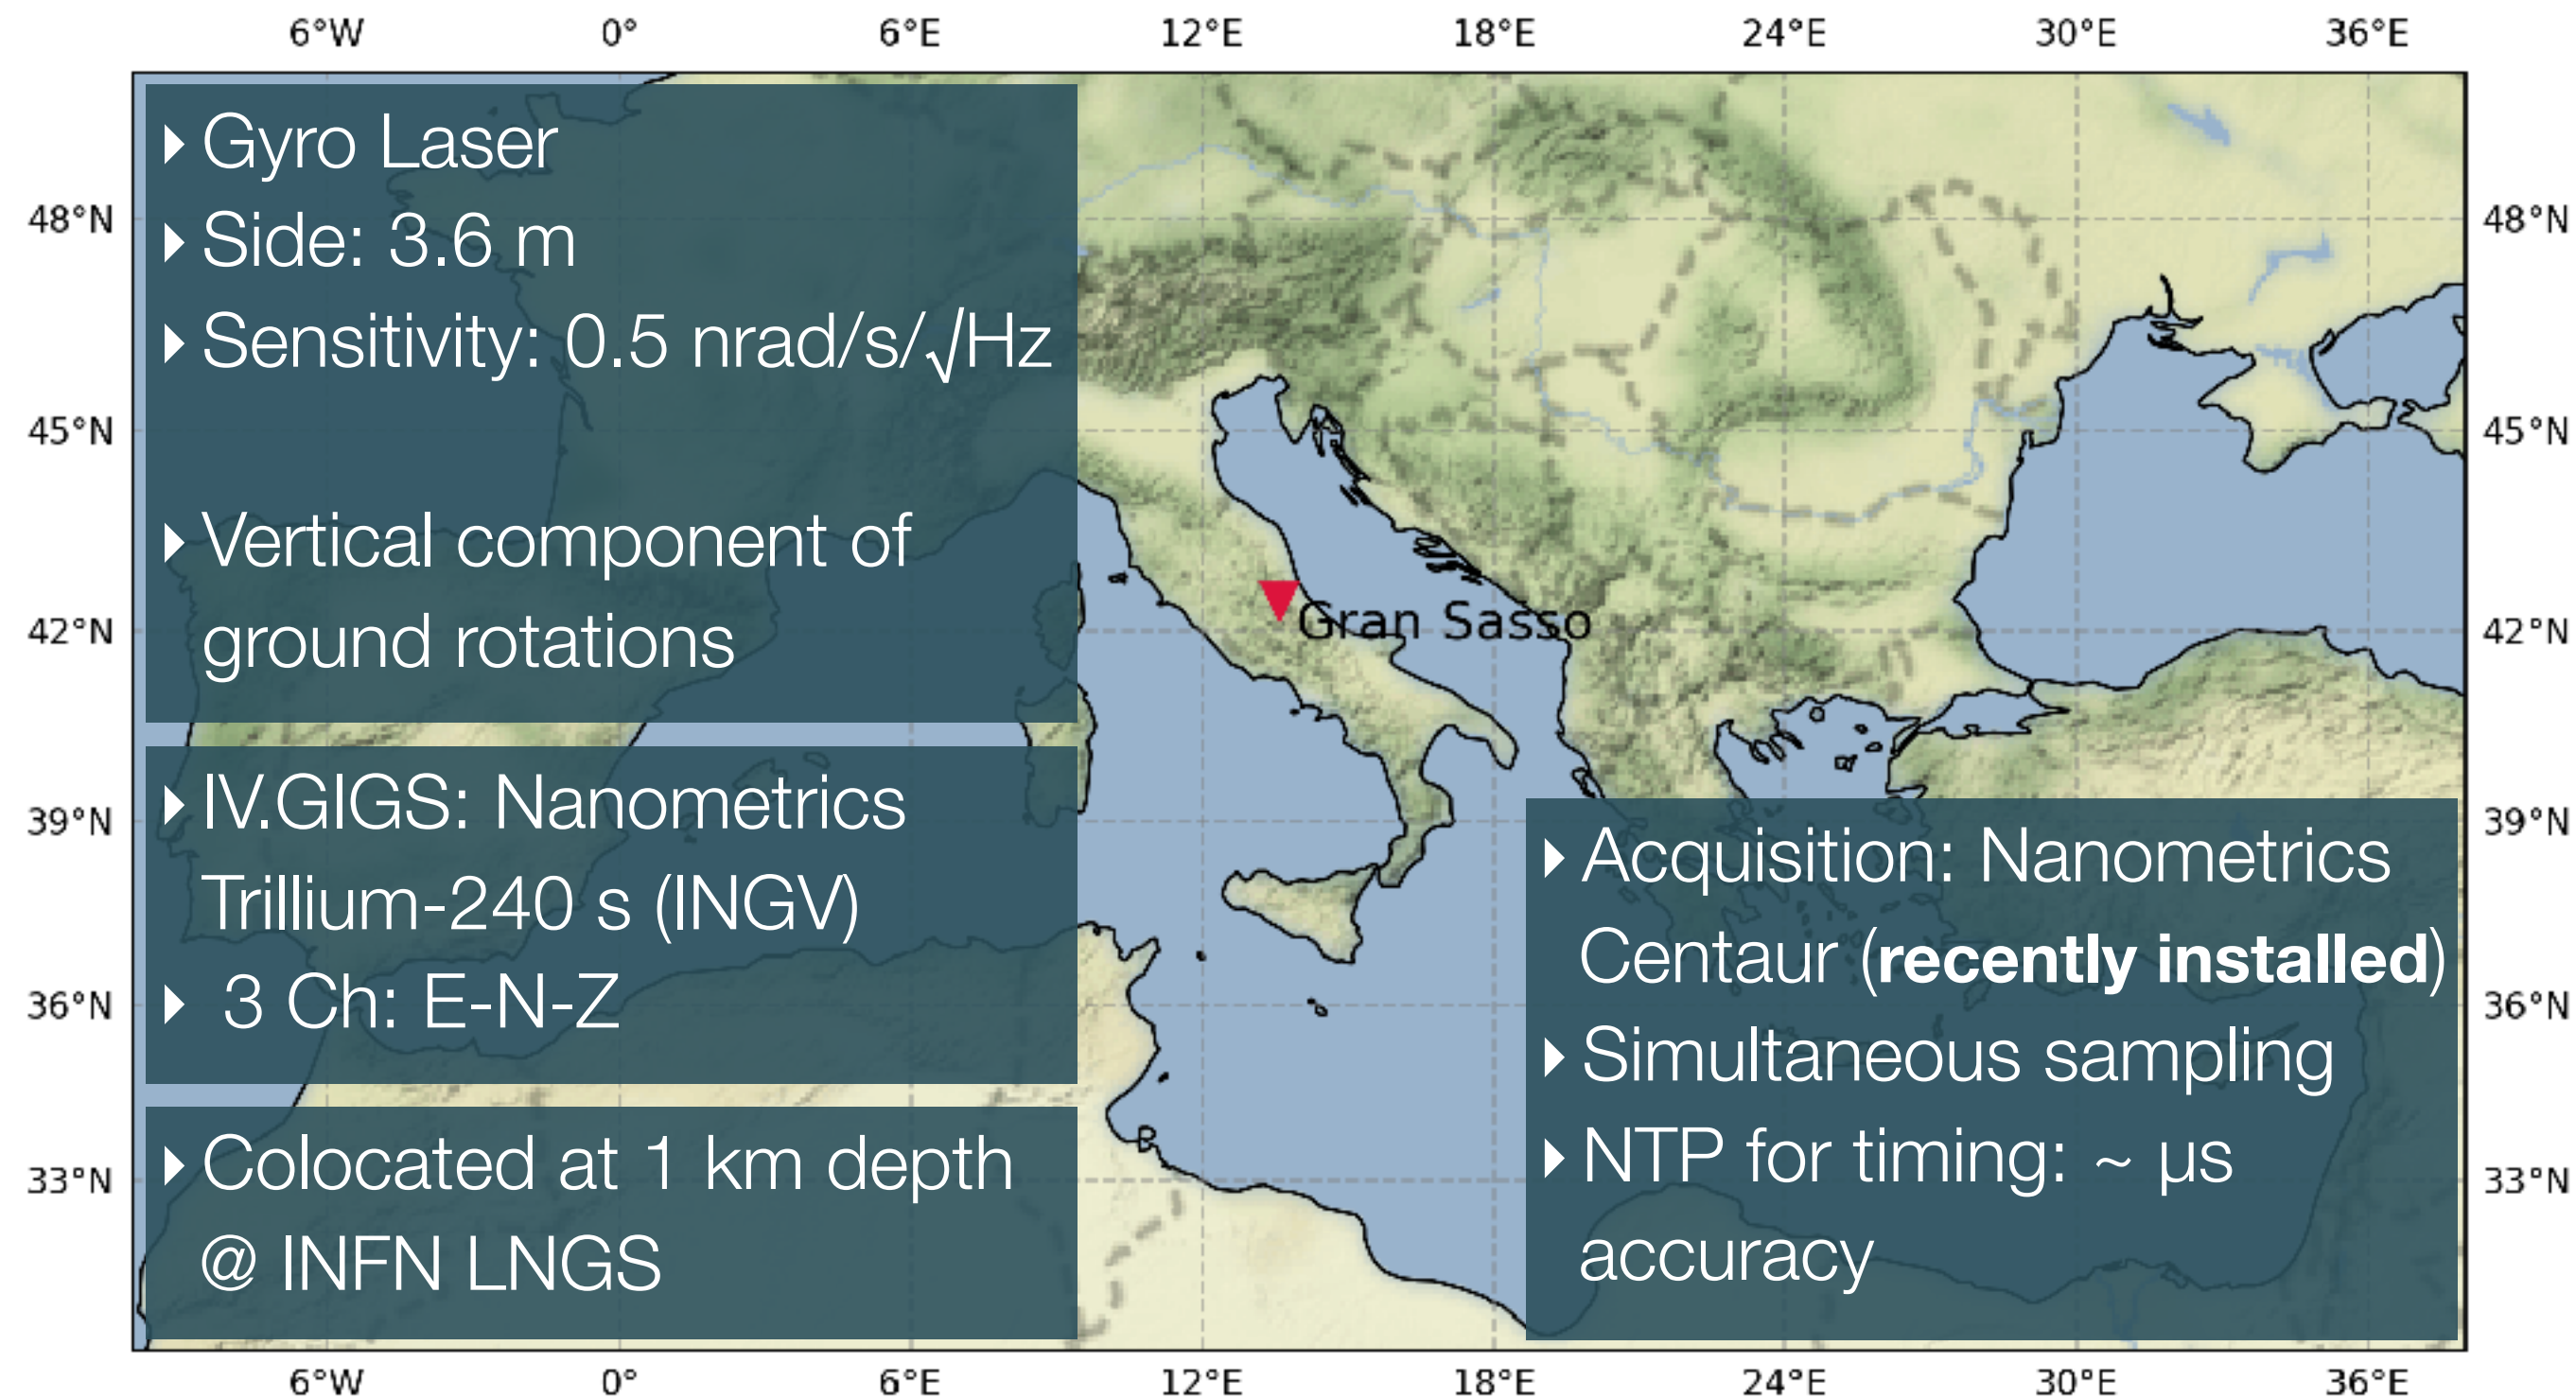 6°W 0° 6°E 12°E 18°E 24°E 30°E 36°E
48°N
45°N
42°N
39°N
36°N
33°N
‣ Gyro Laser
‣ Side: 3.6 m
‣ Sensitivity: 0.5 nrad/s/√Hz
‣ Vertical component of
ground rotations
‣ IV.GIGS: Nanometrics
Trillium-240 s (INGV)
‣ 3 Ch: E-N-Z
‣ Colocated at 1 km depth
@ INFN LNGS
Gran Sasso
‣ Acquisition: Nanometrics
Centaur (recently installed)
‣ Simultaneous sampling
‣ NTP for timing: ~ µs
accuracy
48°N
45°N
42°N
39°N
36°N
33°N
6°W 0° 6°E 12°E 18°E 24°E 30°E 36°E